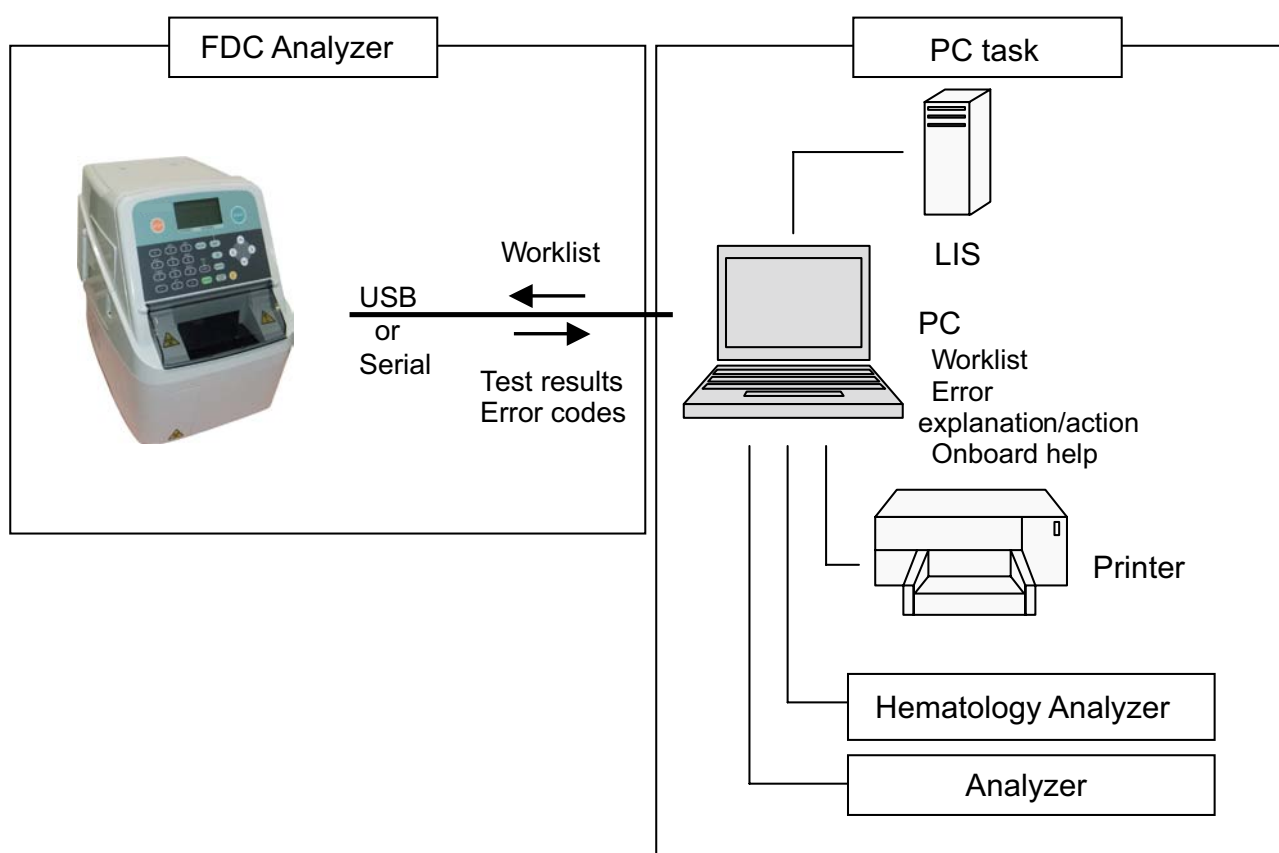 FDC Analyzer
PC task
LIS
Worklist
USB
or
Serial
Test results
Error codes
PC
Worklist
Error
explanation/action
Onboard help
Printer
Hematology Analyzer
Analyzer